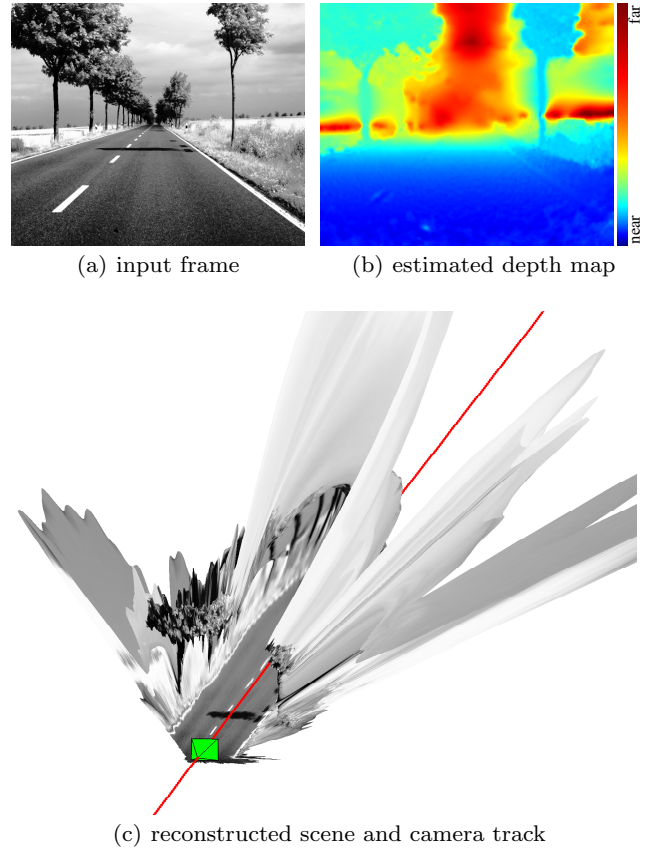 far
near
(a) input frame
(b) estimated depth map
(c) reconstructed scene and camera track